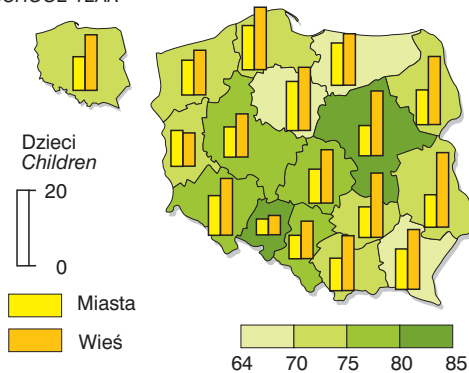 SCHOOL YEAR
Dzieci
Children
20
0
Miasta
Wieś
64 70 75 80 85